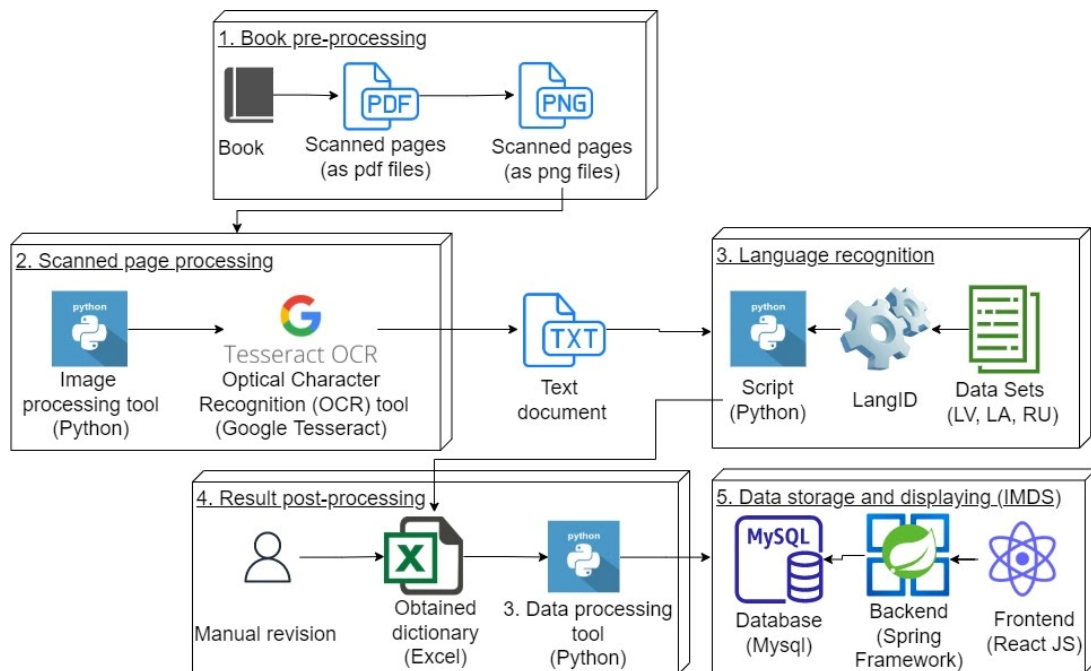 1. Book pre-processing
PDF
PNG
Book
Scanned pages
(as pdf files)
Scanned pages
(as png files)
2. Scanned page processing
python
Tesseract OCR
Image
processing tool
(Python)
Optical Character
Recognition (OCR) tool
(Google Tesseract)
TXT
Text
document
3. Language recognition
python
Script
(Python)
LangID
Data Sets
(LV, LA, RU)
4. Result post-processing
Manual revision
X
Obtained
dictionary
(Excel)
python
3. Data processing
tool
(Python)
5. Data storage and displaying (IMDS)
MySQL
Database
(Mysql)
Backend
(Spring
Framework)
Frontend
(React JS)